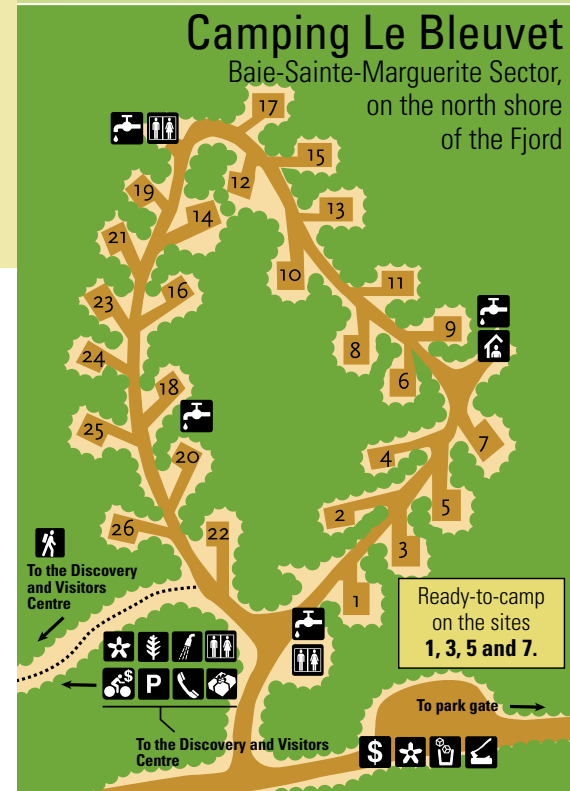 Camping Le Bleuvet
Baie-Sainte-Marguerite Sector,
on the north shore
of the Fjord
17
15
12
19
13
14
21
10
11
16
23
9
8
24
6
18
25
7
4
20
5
2
26
22
3
1
To the Discovery
and Visitors
Centre
Ready-to-camp
on the sites
1, 3, 5 and 7.
$
P
To park gate
To the Discovery and Visitors
Centre
$